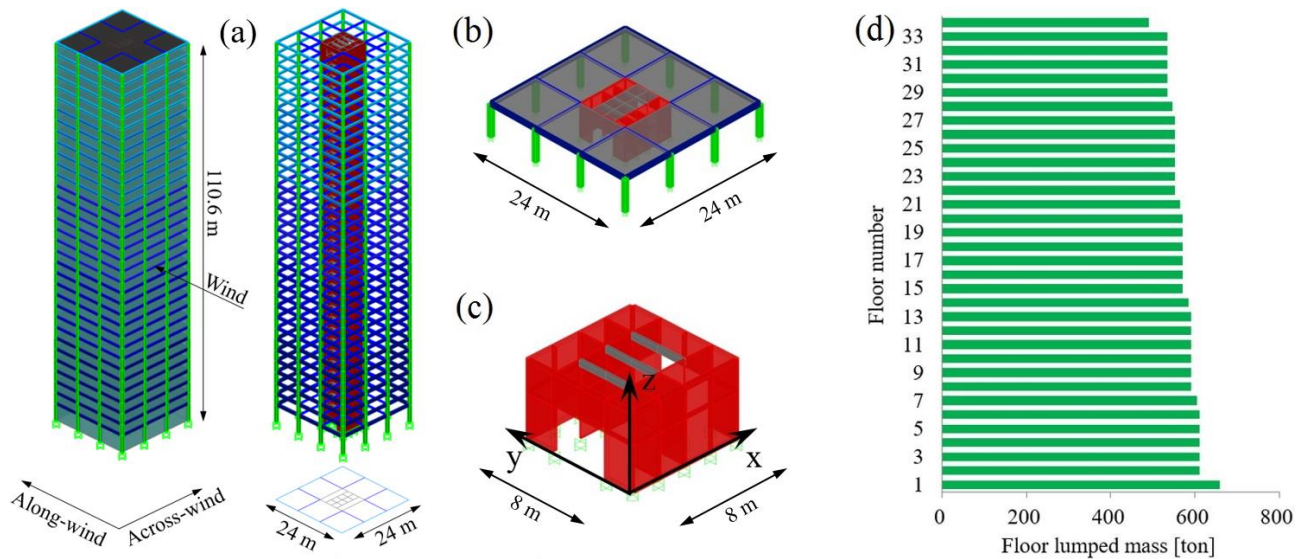 (a)
110.6 m
Wind
Along-wind
Across-wind
24 m
24 m
(b)
24 m
24 m
(c)
z
y
x
8 m
8 m
(d)
Floor number
33
31
29
27
25
23
21
19
17
15
13
11
9
7
5
3
1
0
200
400
600
800
Floor lumped mass [ton]